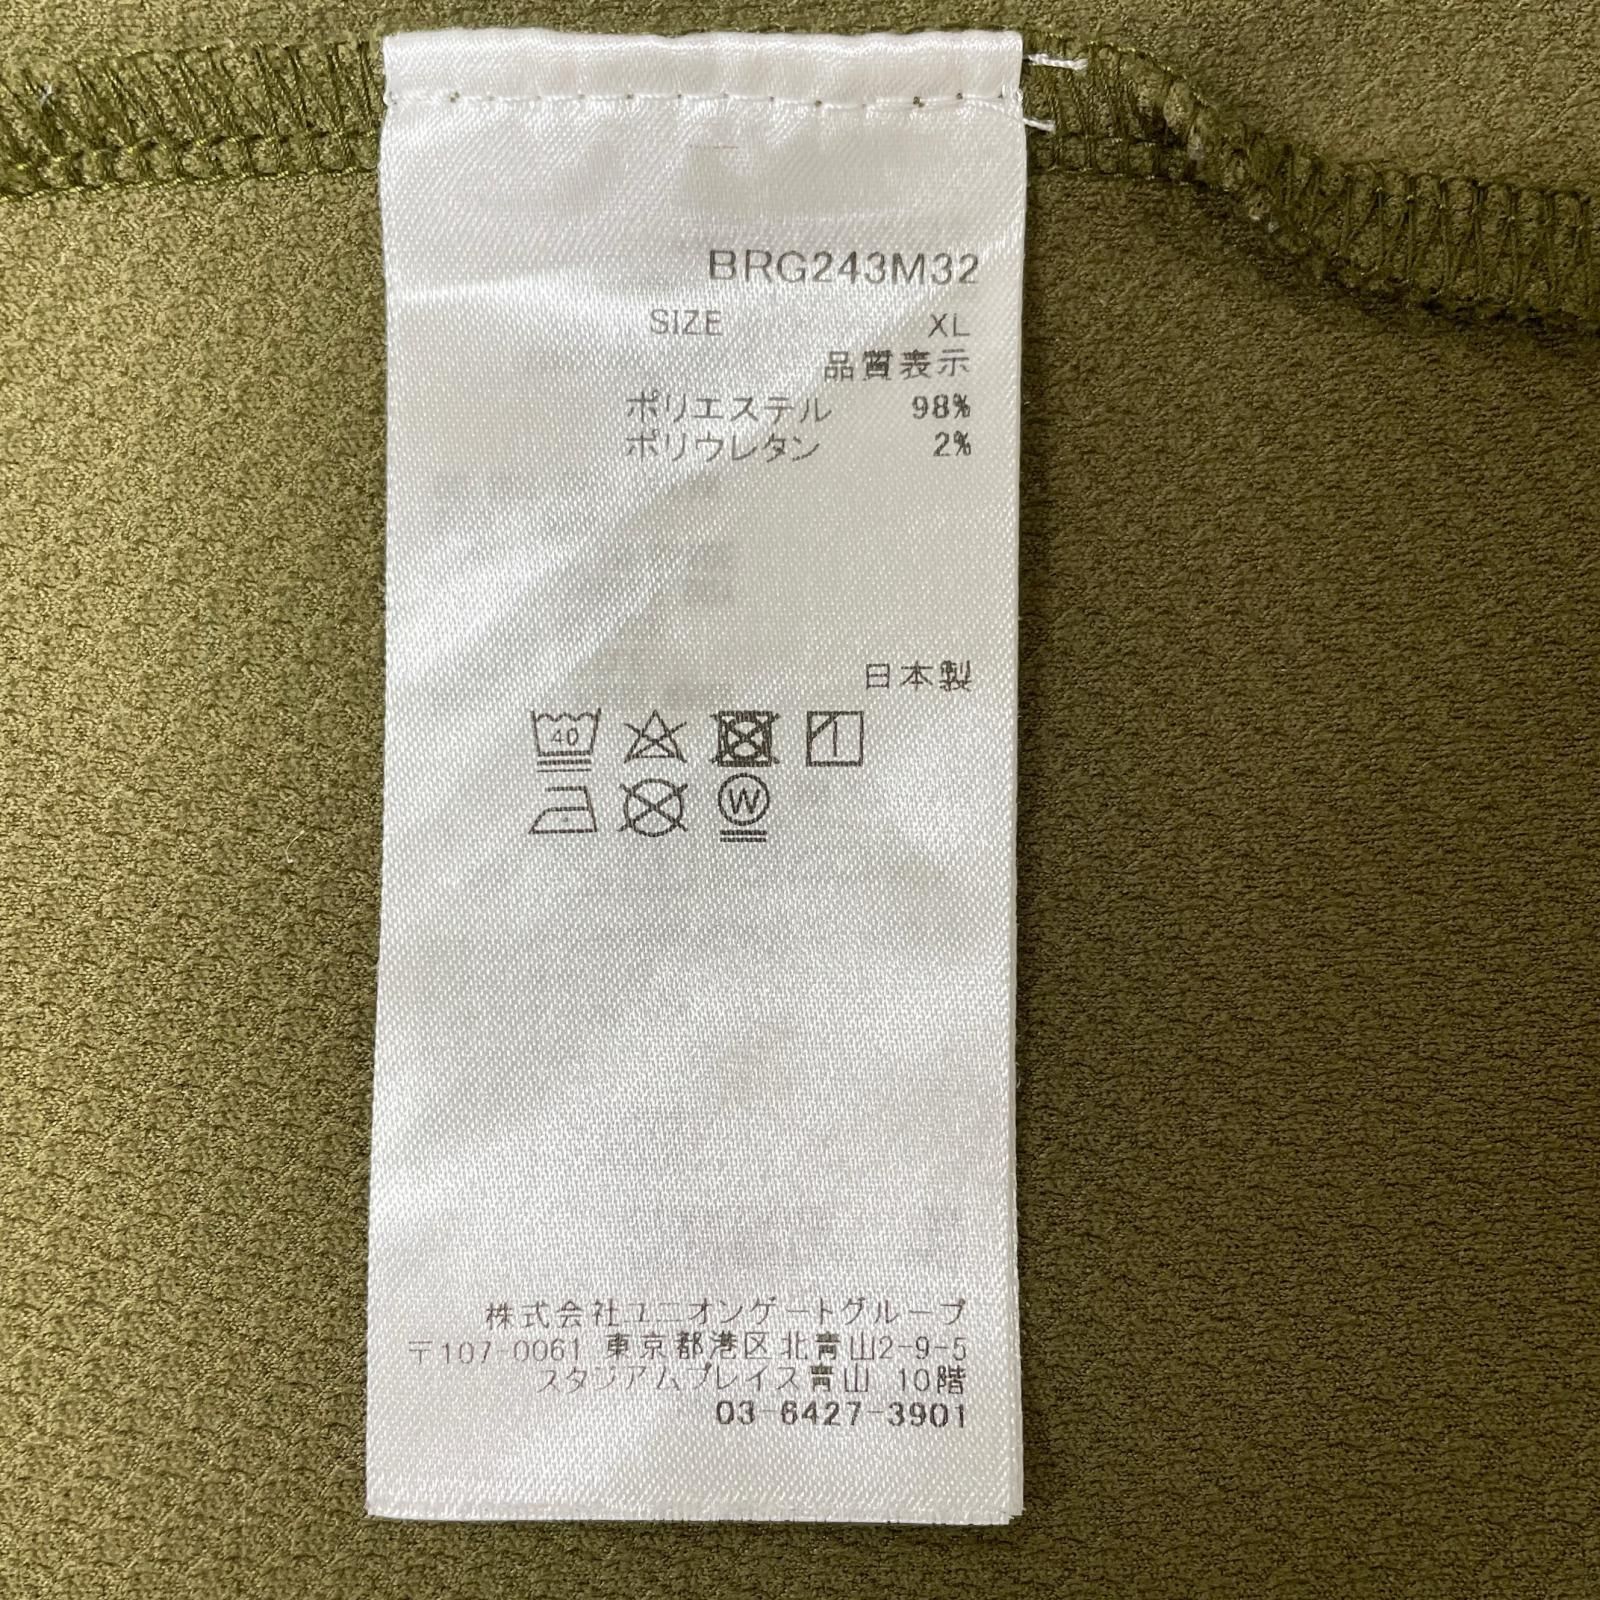 BRG243M32
SIZE XL
品質表示
ポリエステル 98%
ポリウレタン 2%
日本製
40
W
株式会社ユニオンゲートグループ
〒107-0061 東京都港区北青山2-9-5
スタジアムプレイス青山 10階
03-6427-3901